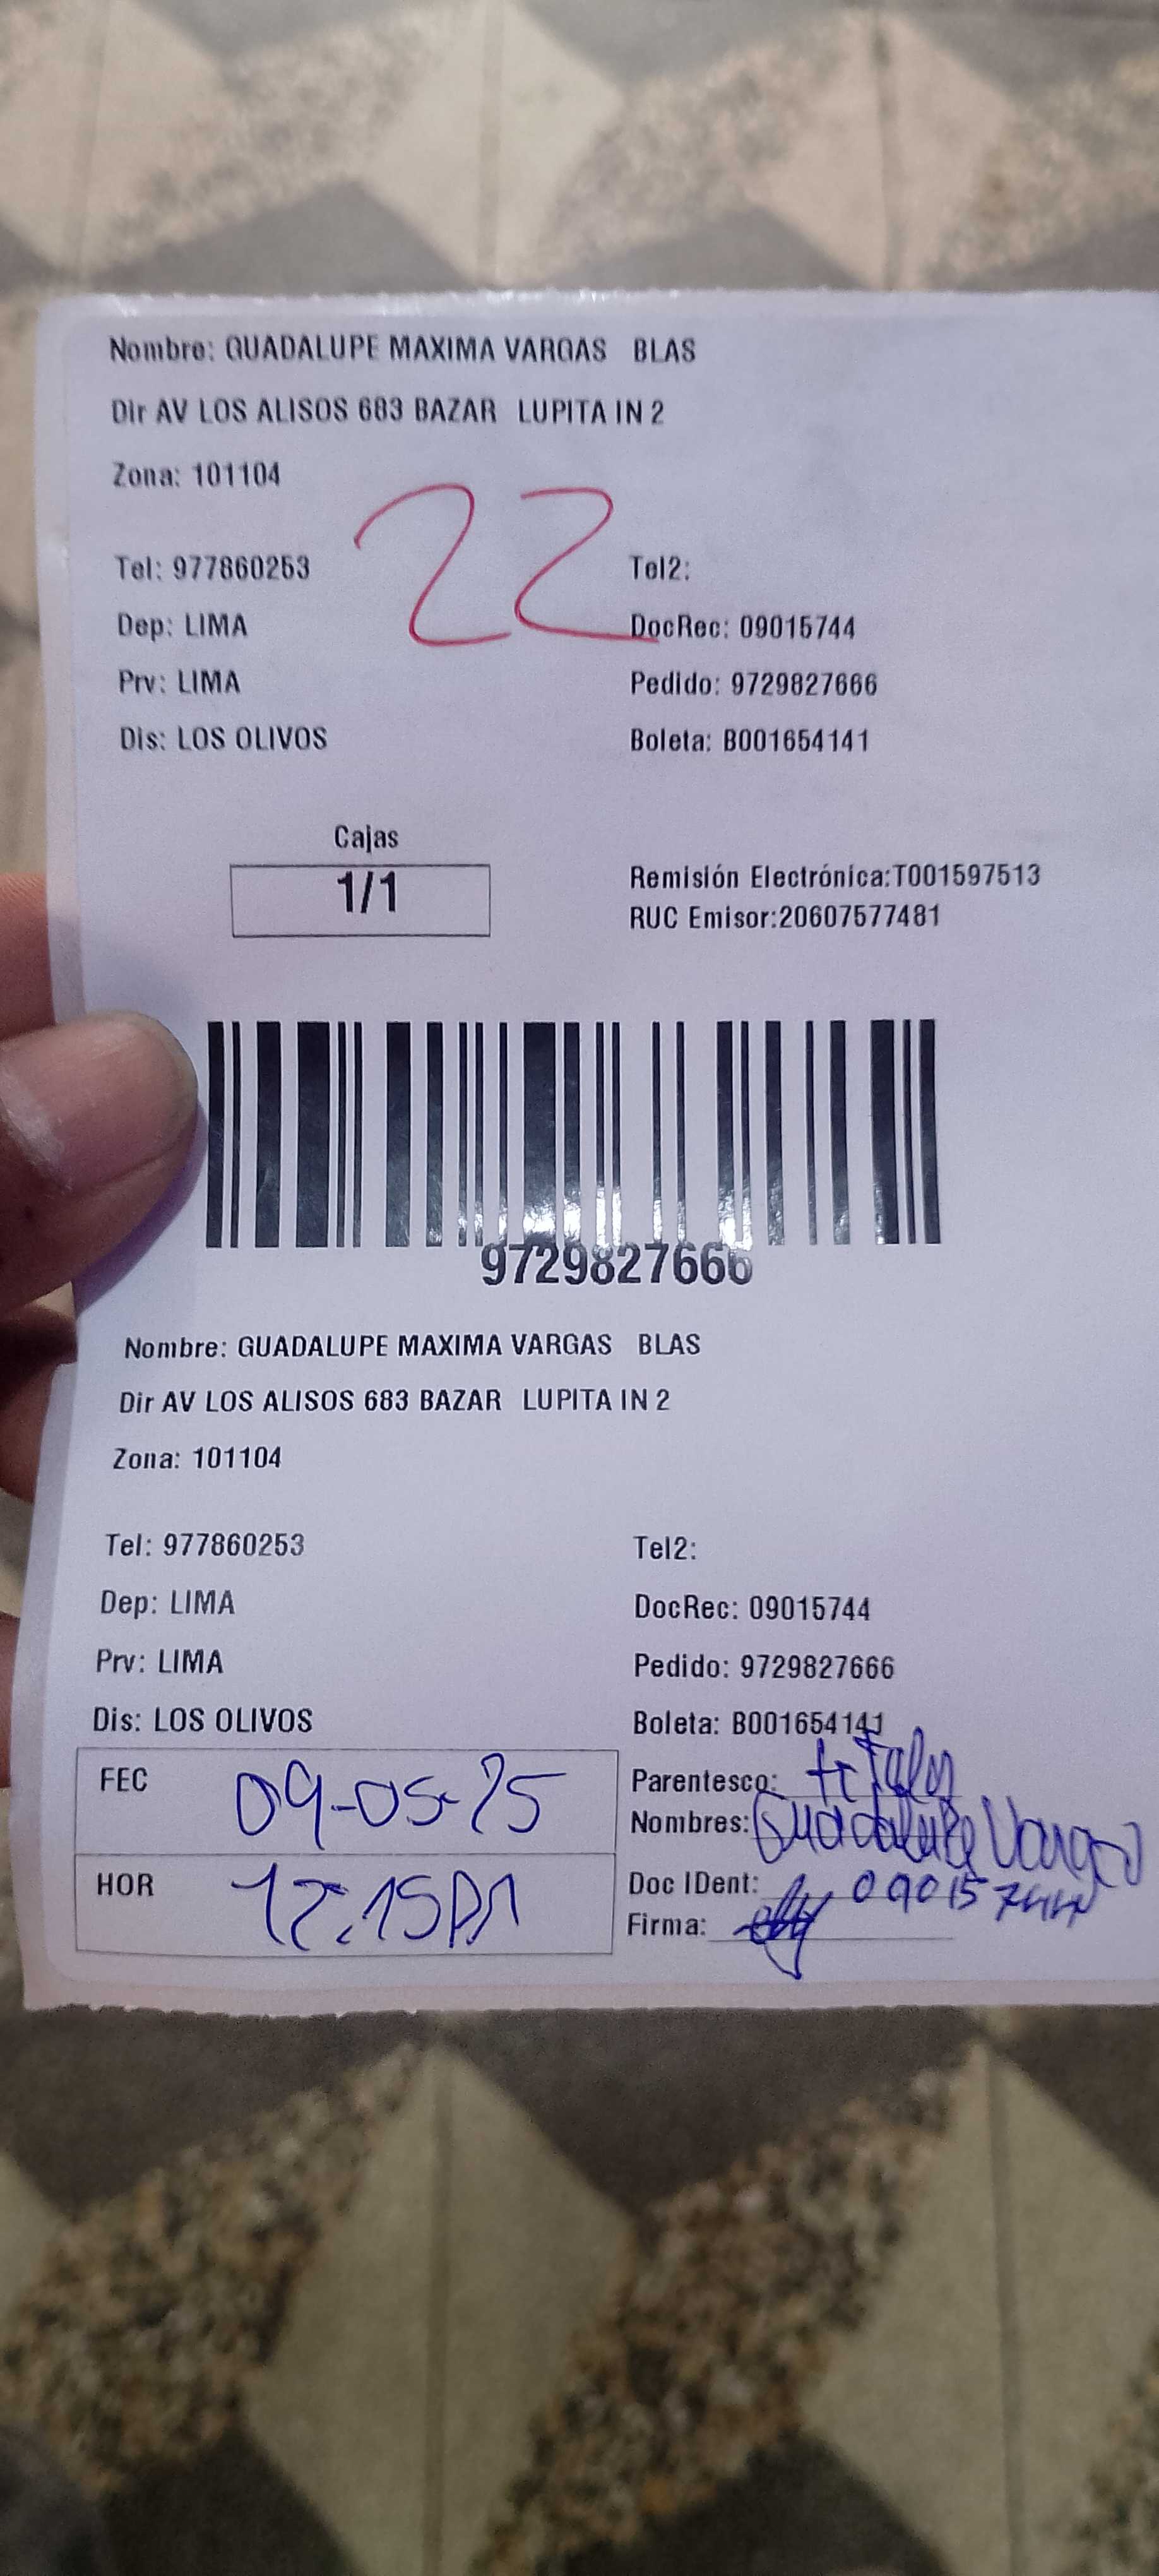 Nombre: GUADALUPE MAXIMA VARGAS BLAS
Dir AV LOS ALISOS 683 BAZAR LUPITA IN 2
Zona: 101104
22
Tel: 977860253 Tel2:
Dep: LIMA DocRec: 09015744
Prv: LIMA Pedido: 9729827666
Dis: LOS OLIVOS Boleta: B001654141
Cajas
1/1
Remisión Electrónica:T001597513
RUC Emisor:20607577481
9729827666
Nombre: GUADALUPE MAXIMA VARGAS BLAS
Dir AV LOS ALISOS 683 BAZAR LUPITA IN 2
Zona: 101104
Tel: 977860253 Tel2:
Dep: LIMA DocRec: 09015744
Prv: LIMA Pedido: 9729827666
Dis: LOS OLIVOS Boleta: B001654141
FEC 09-05-25
Parentesco: titular
Nombres: Guadalupe Vargas
HOR 12:15PM
Doc IDent: 09015744
Firma: